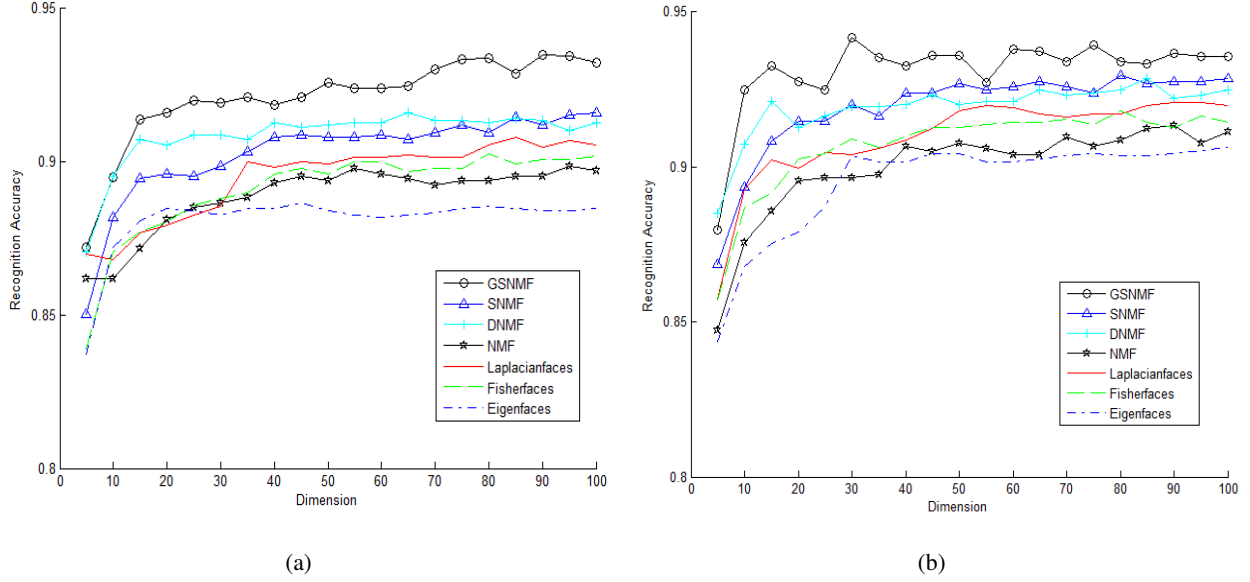 0.95
0.9
0.85
0.8
0 10 20 30 40 50 60 70 80 90 100
Recognition Accuracy
Dimension
GSNMF
SNMF
DNMF
NMF
Laplacianfaces
Fisherfaces
Eigenfaces
(a)
0.95
0.9
0.85
0.8
0 10 20 30 40 50 60 70 80 90 100
Recognition Accuracy
Dimension
GSNMF
SNMF
DNMF
NMF
Laplacianfaces
Fisherfaces
Eigenfaces
(b)